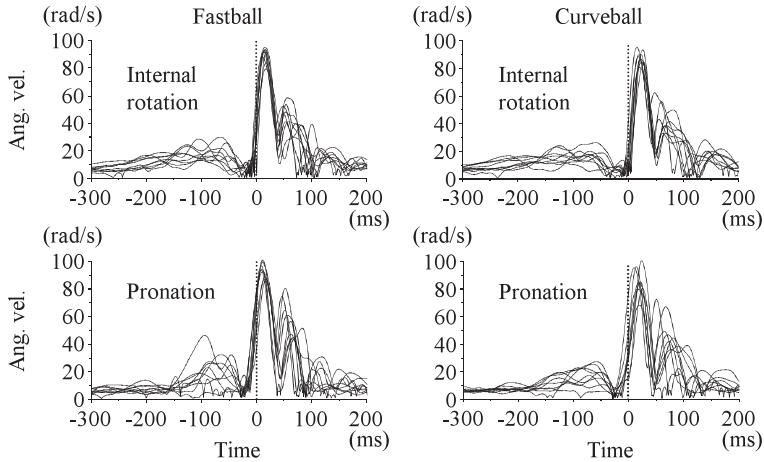 (rad/s) Fastball (rad/s) Curveball
100 100
80 80
Internal Internal
60 60
rotation rotation
Ang. vel.
40 40
20 20
0 0
-300 -200 -100 0 100 200 -300 -200 -100 0 100 200
(ms) (ms)
(rad/s) (rad/s)
100 100
80 Pronation 80 Pronation
60 60
Ang. vel.
40 40
20 20
0 0
-300 -200 -100 0 100 200 -300 -200 -100 0 100 200
Time (ms) Time (ms)